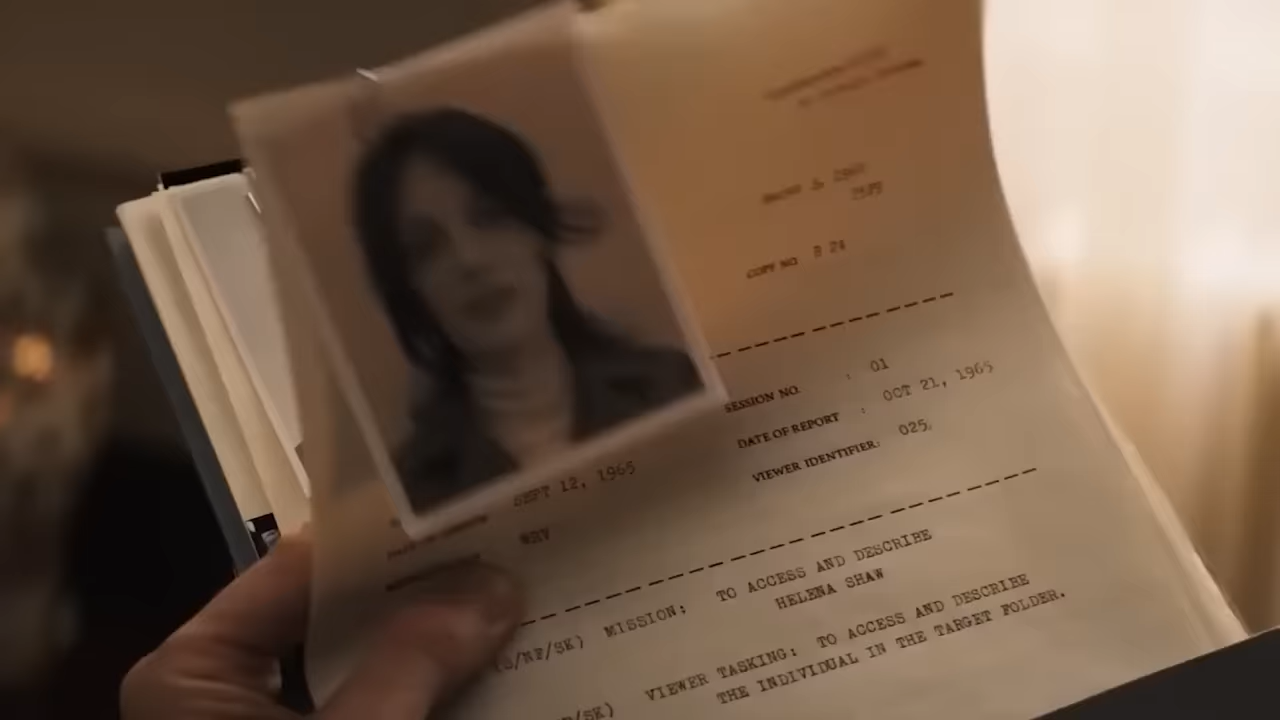 COPY NO B 24
SESSION NO. : 01
DATE OF REPORT : OCT 21, 1965
VIEWER IDENTIFIER: 025
SEPT 12, 1965
WRV
/NF/SK) MISSION: TO ACCESS AND DESCRIBE
HELENA SHAW
/SK) VIEWER TASKING: TO ACCESS AND DESCRIBE
THE INDIVIDUAL IN THE TARGET FOLDER.